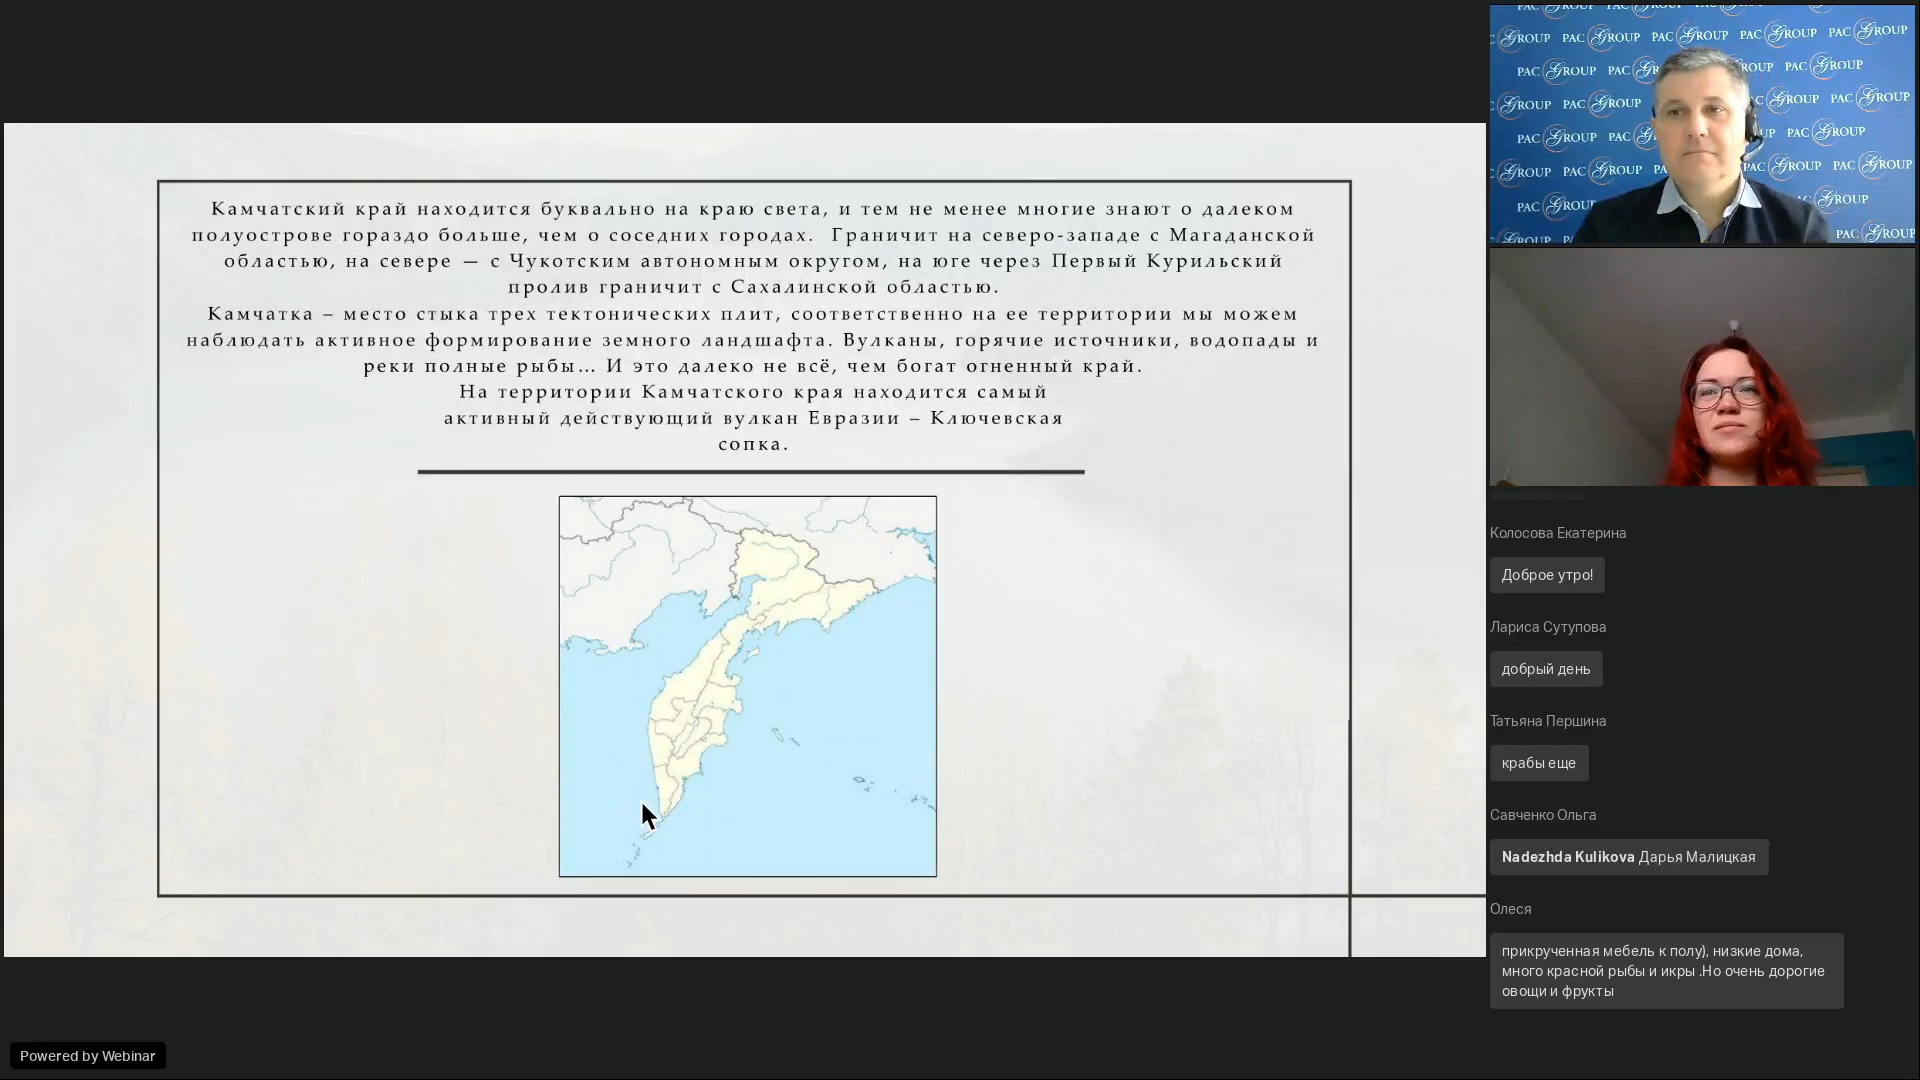 Камчатский край находится буквально на краю света, и тем не менее многие знают о далеком
полуострове гораздо больше, чем о соседних городах. Граничит на северо-западе с Магаданской
областью, на севере — с Чукотским автономным округом, на юге через Первый Курильский
пролив граничит с Сахалинской областью.
Камчатка – место стыка трех тектонических плит, соответственно на ее территории мы можем
наблюдать активное формирование земного ландшафта. Вулканы, горячие источники, водопады и
реки полные рыбы... И это далеко не всё, чем богат огненный край.
На территории Камчатского края находится самый
активный действующий вулкан Евразии – Ключевская
сопка.
PAC GROUP
Колосова Екатерина
Доброе утро!
Лариса Сутупова
добрый день
Татьяна Першина
крабы еще
Савченко Ольга
Nadezhda Kulikova Дарья Малицкая
Олеся
прикрученная мебель к полу), низкие дома,
много красной рыбы и икры .Но очень дорогие
овощи и фрукты
Powered by Webinar